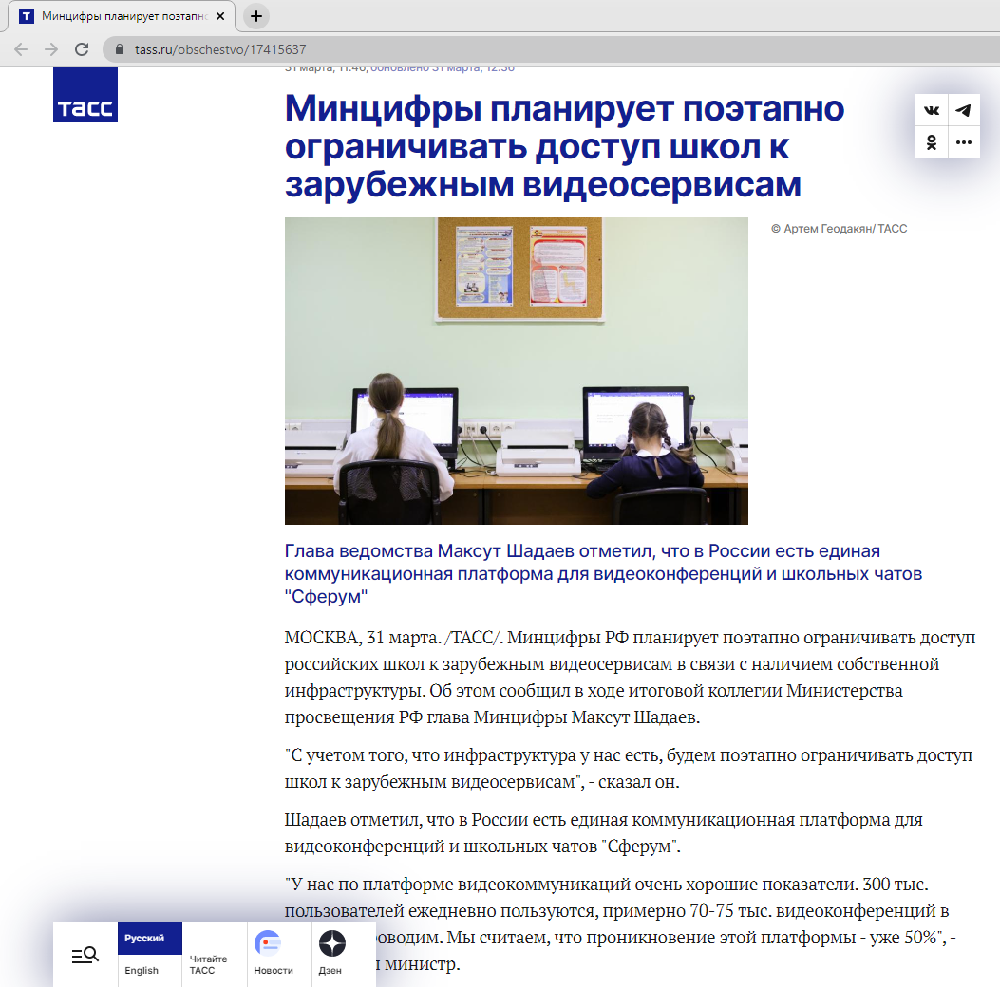 Минцифры планирует поэтапно
tass.ru/obschestvo/17415637
31 марта, 11:46, обновлено 31 марта, 12:36
ТАСС
Минцифры планирует поэтапно
ограничивать доступ школ к
зарубежным видеосервисам
© Артем Геодакян/ ТАСС
Глава ведомства Максут Шадаев отметил, что в России есть единая
коммуникационная платформа для видеоконференций и школьных чатов
"Сферум"
МОСКВА, 31 марта. /ТАСС/. Минцифры РФ планирует поэтапно ограничивать доступ
российских школ к зарубежным видеосервисам в связи с наличием собственной
инфраструктуры. Об этом сообщил в ходе итоговой коллегии Министерства
просвещения РФ глава Минцифры Максут Шадаев.
"С учетом того, что инфраструктура у нас есть, будем поэтапно ограничивать доступ
школ к зарубежным видеосервисам", - сказал он.
Шадаев отметил, что в России есть единая коммуникационная платформа для
видеоконференций и школьных чатов "Сферум".
"У нас по платформе видеокоммуникаций очень хорошие показатели. 300 тыс.
пользователей ежедневно пользуются, примерно 70-75 тыс. видеоконференций в
оводим. Мы считаем, что проникновение этой платформы - уже 50%", -
министр.
Русский
English
Читайте
ТАСС
Новости
Дзен